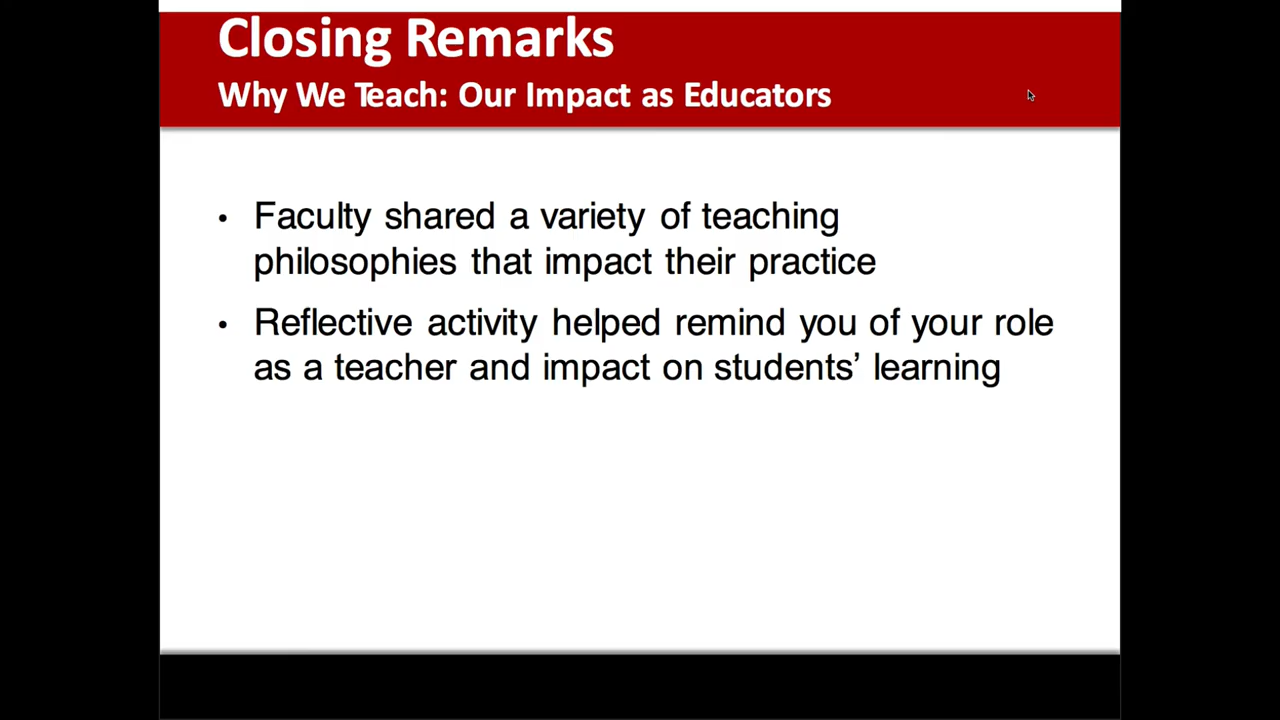 Closing Remarks
Why We Teach: Our Impact as Educators
• Faculty shared a variety of teaching
philosophies that impact their practice
• Reflective activity helped remind you of your role
as a teacher and impact on students’ learning